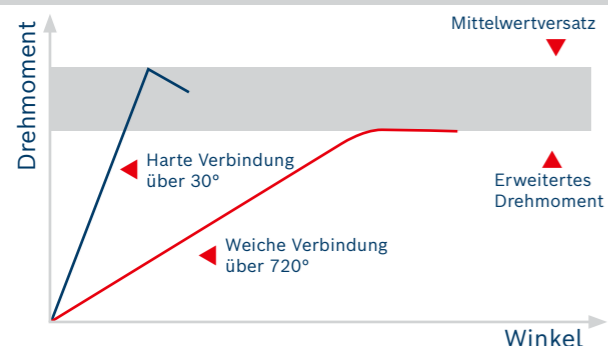 Drehmoment
Mittelwertversatz
Harte Verbindung
über 30°
Erweitertes
Drehmoment
Weiche Verbindung
über 720°
Winkel